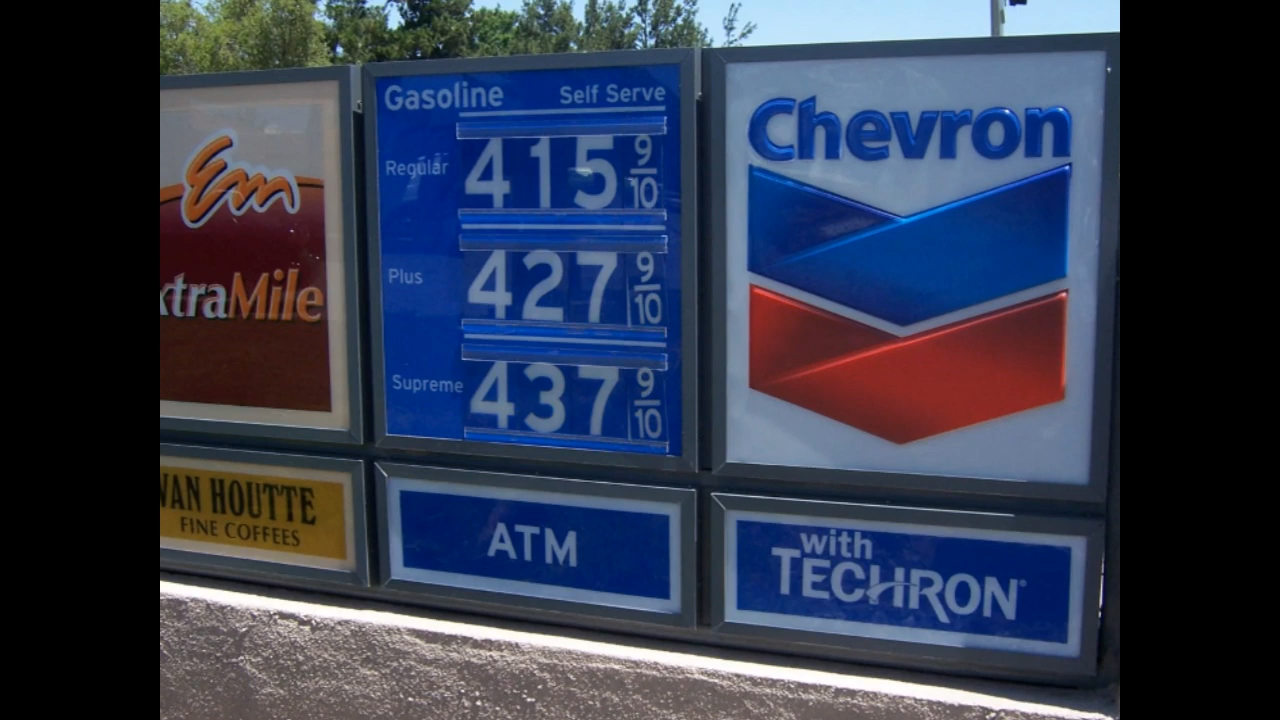 Em
xtraMile
VAN HOUTTE
FINE COFFEES
Gasoline Self Serve
Regular 415 9/10
Plus 427 9/10
Supreme 437 9/10
ATM
Chevron
with
TECHRON®